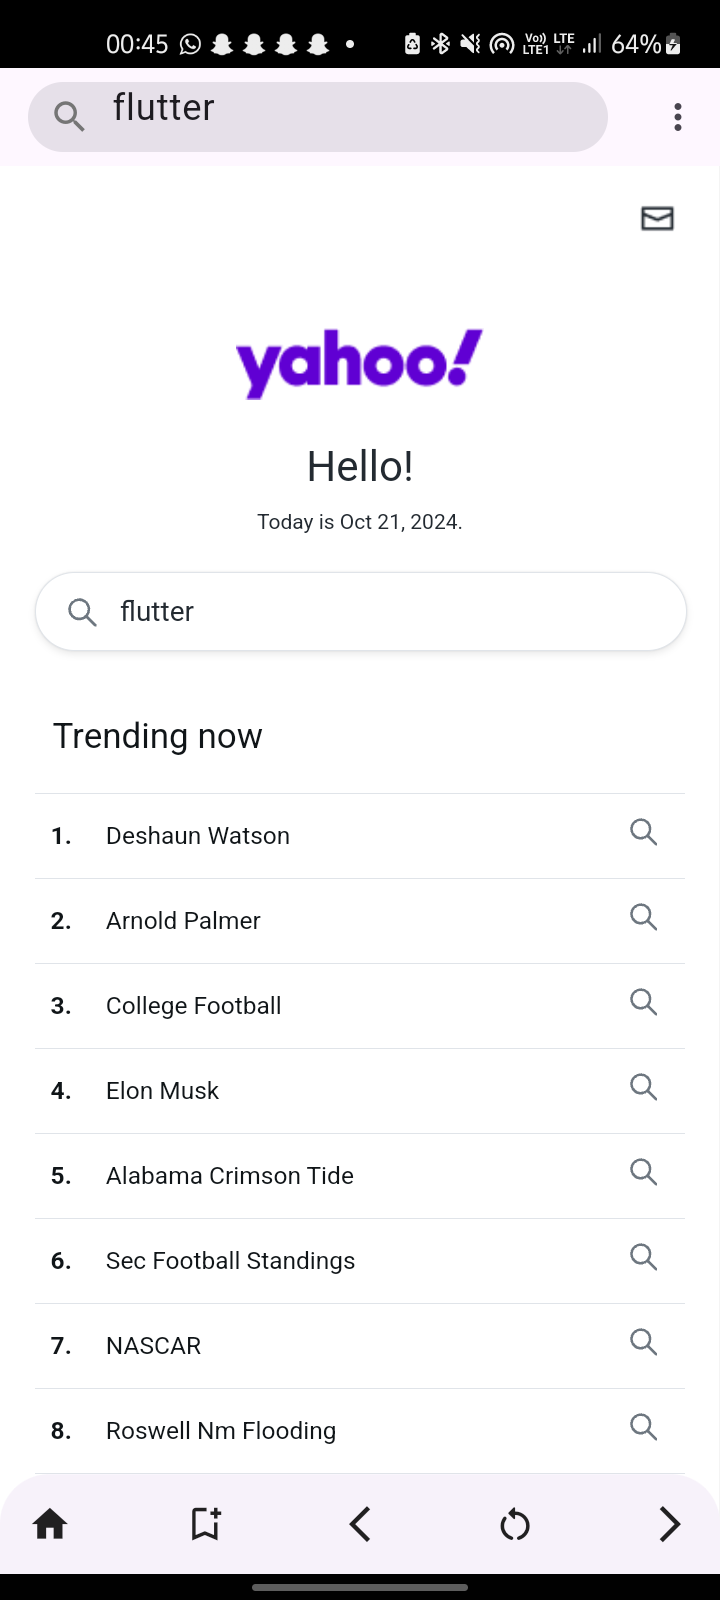 00:45 Vo)) LTE1 LTE 64%
flutter
yahoo!
Hello!
Today is Oct 21, 2024.
flutter
Trending now
1. Deshaun Watson
2. Arnold Palmer
3. College Football
4. Elon Musk
5. Alabama Crimson Tide
6. Sec Football Standings
7. NASCAR
8. Roswell Nm Flooding